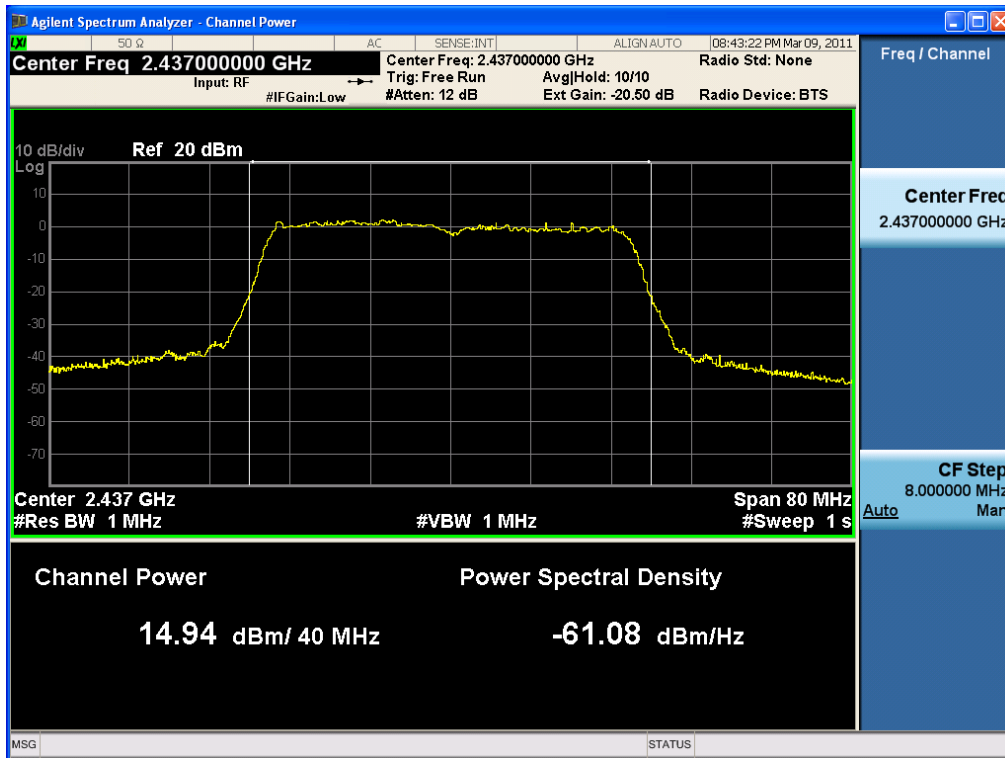 Agilent Spectrum Analyzer - Channel Power
LXI 50 Ω AC SENSE:INT ALIGN AUTO 08:43:22 PM Mar 09, 2011
Center Freq 2.437000000 GHz
Input: RF
#IFGain:Low
Center Freq: 2.437000000 GHz
Trig: Free Run Avg|Hold: 10/10
#Atten: 12 dB Ext Gain: -20.50 dB
Radio Std: None
Radio Device: BTS
Freq / Channel
10 dB/div Ref 20 dBm
Log
10
0
-10
-20
-30
-40
-50
-60
-70
Center Freq
2.437000000 GHz
CF Step
8.000000 MHz
Auto Man
Center 2.437 GHz Span 80 MHz
#Res BW 1 MHz #VBW 1 MHz #Sweep 1 s
Channel Power Power Spectral Density
14.94 dBm/ 40 MHz -61.08 dBm/Hz
MSG STATUS